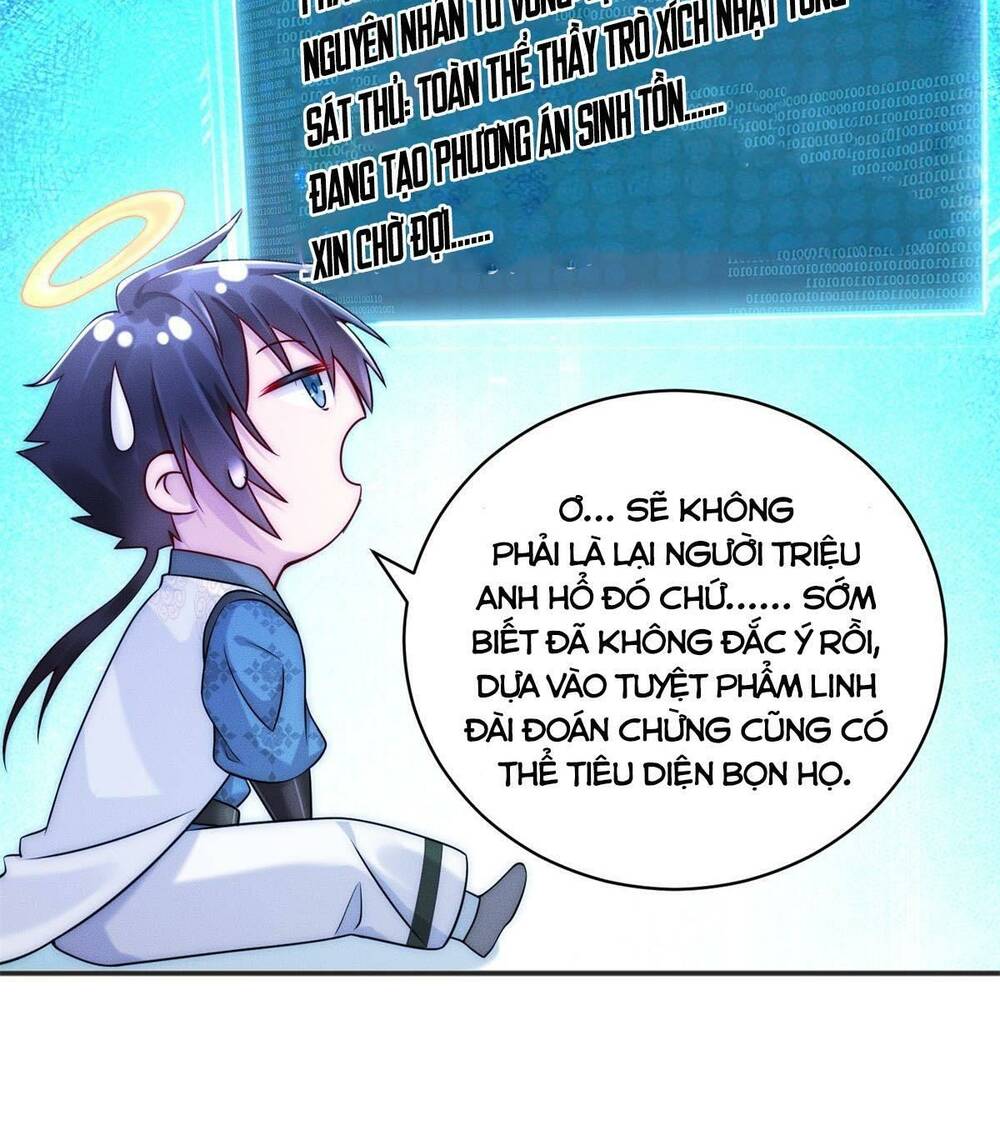 NGUYÊN NHÂN TỬ VONG
SÁT THỦ: TOÀN THỂ THẦY TRÒ XÍCH NHẬT TÔNG
ĐANG TẠO PHƯƠNG ÁN SINH TỒN......
XIN CHỜ ĐỢI......
Ơ... SẼ KHÔNG
PHẢI LÀ LẠI NGƯỜI TRIỆU
ANH HỔ ĐÓ CHỨ...... SỚM
BIẾT ĐÃ KHÔNG ĐẮC Ý RỒI,
DỰA VÀO TUYỆT PHẨM LINH
ĐÀI ĐOÁN CHỪNG CŨNG CÓ
THỂ TIÊU DIỆN BỌN HỌ.